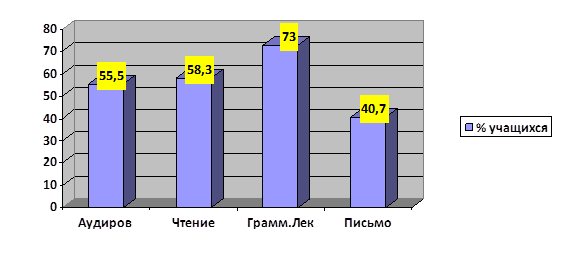 80
70
60
50
40
30
20
10
0
55,5
58,3
73
40,7
Аудиров
Чтение
Грамм.Лек
Письмо
% учащихся